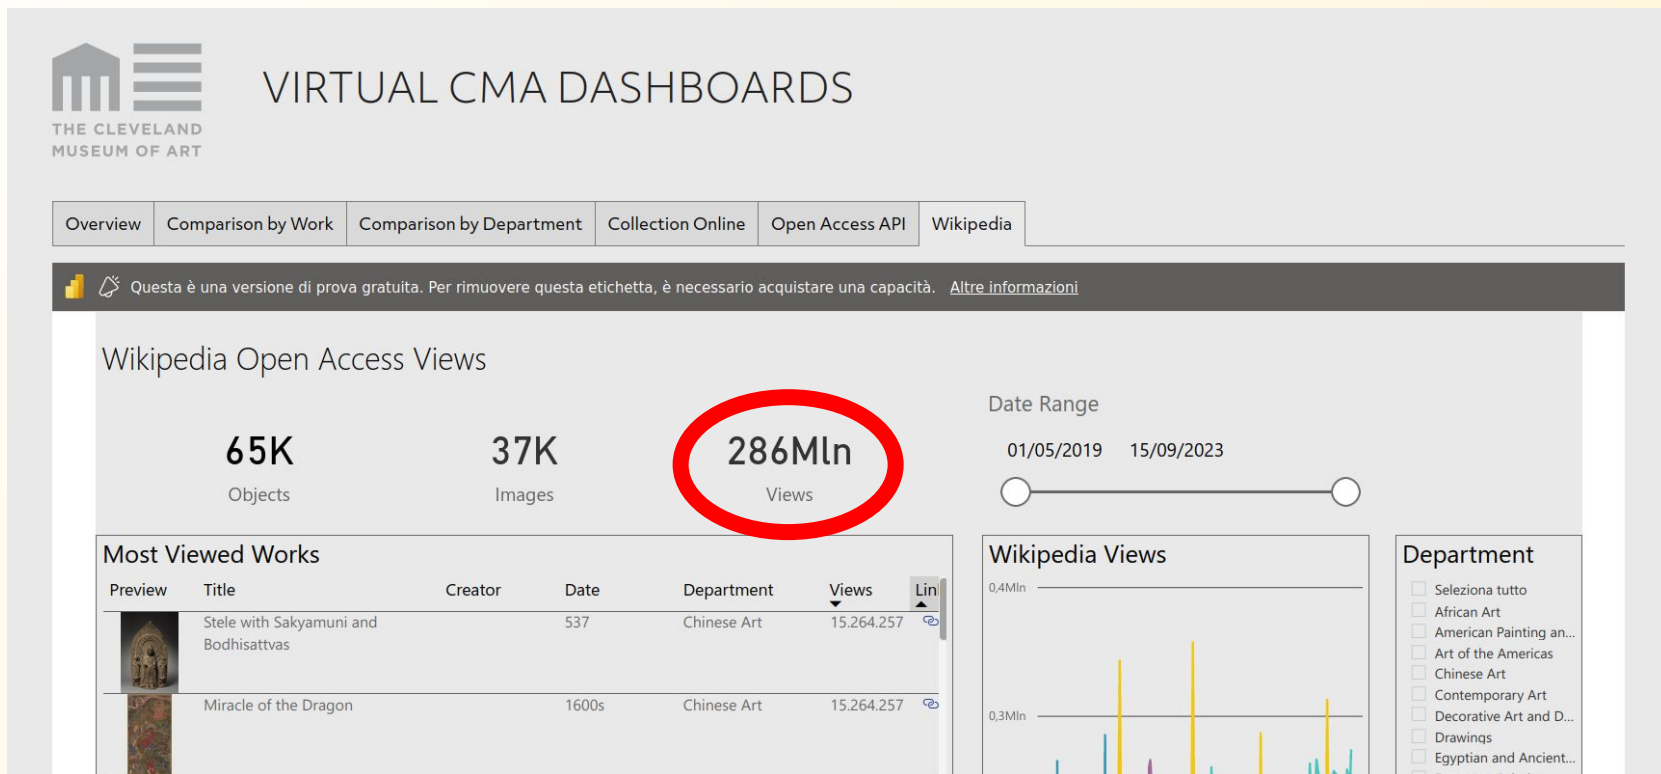 THE CLEVELAND
MUSEUM OF ART
VIRTUAL CMA DASHBOARDS
Overview Comparison by Work Comparison by Department Collection Online Open Access API Wikipedia
Questa è una versione di prova gratuita. Per rimuovere questa etichetta, è necessario acquistare una capacità. Altre informazioni
Wikipedia Open Access Views
65K
Objects
37K
Images
286Mln
Views
Date Range
01/05/2019 15/09/2023
Most Viewed Works
Preview Title Creator Date Department Views Lin
Stele with Sakyamuni and 537 Chinese Art 15.264.257
Bodhisattvas
Miracle of the Dragon 1600s Chinese Art 15.264.257
Wikipedia Views
0,4Mln
0,3Mln
Department
Seleziona tutto
African Art
American Painting an...
Art of the Americas
Chinese Art
Contemporary Art
Decorative Art and D...
Drawings
Egyptian and Ancient...